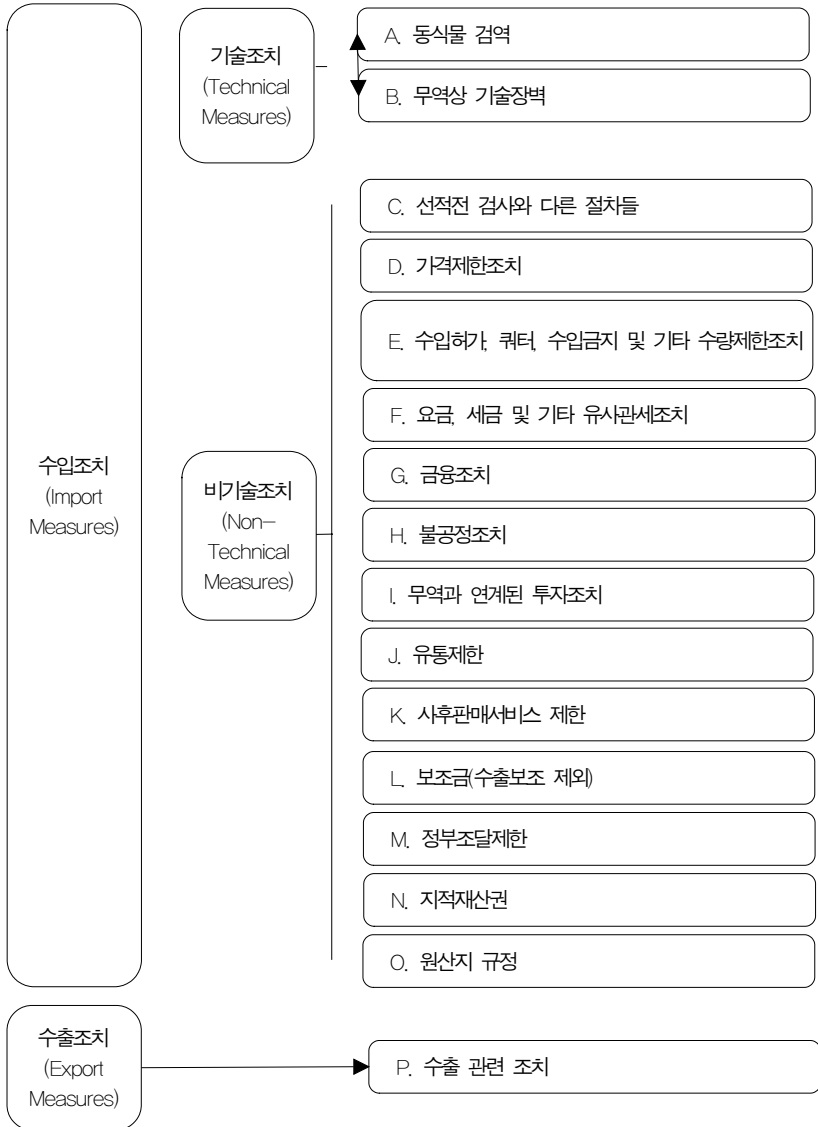 기술조치
(Technical
Measures)
A. 동식물 검역
B. 무역상 기술장벽
수입조치
(Import
Measures)
비기술조치
(Non-
Technical
Measures)
C. 선적전 검사와 다른 절차들
D. 가격제한조치
E. 수입허가, 쿼터, 수입금지 및 기타 수량제한조치
F. 요금, 세금 및 기타 유사관세조치
G. 금융조치
H. 불공정조치
I. 무역과 연계된 투자조치
J. 유통제한
K. 사후판매서비스 제한
L. 보조금(수출보조 제외)
M. 정부조달제한
N. 지적재산권
O. 원산지 규정
수출조치
(Export
Measures)
P. 수출 관련 조치